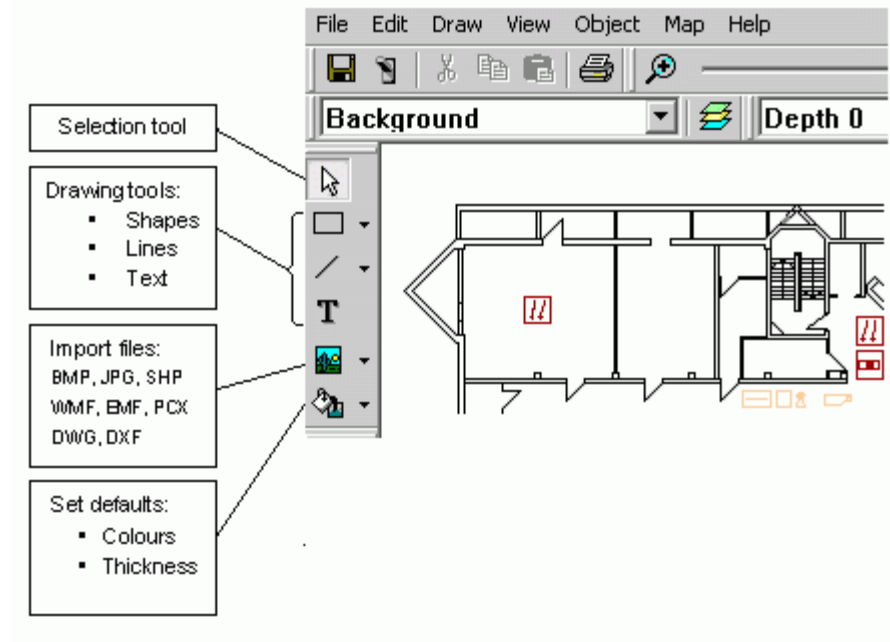 File Edit Draw View Object Map Help
Background Depth 0
Selection tool
Drawing tools:
▪ Shapes
▪ Lines
▪ Text
T
Import files:
BMP, JPG, SHP
WMF, EMF, PCX
DWG, DXF
Set defaults:
▪ Colours
▪ Thickness